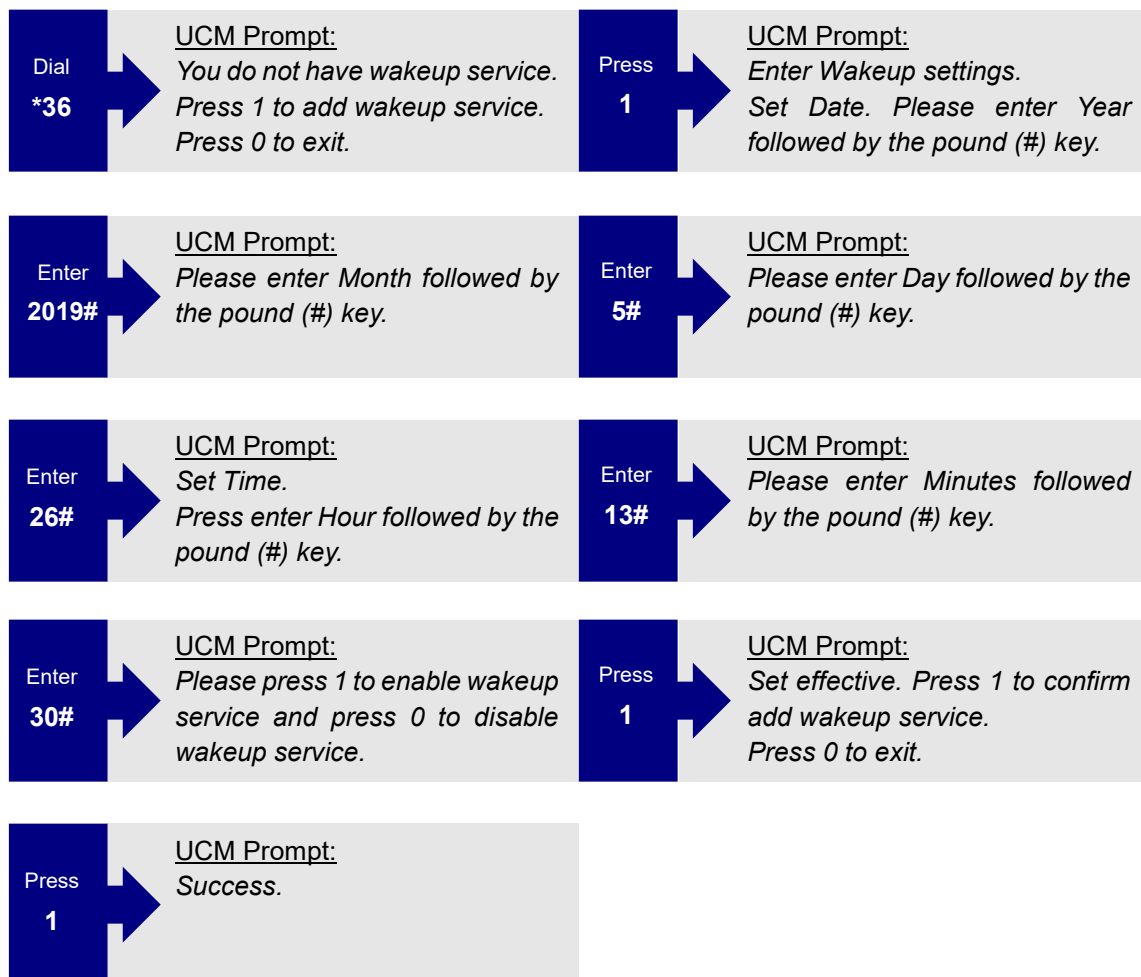 Dial
*36
UCM Prompt:
You do not have wakeup service.
Press 1 to add wakeup service.
Press 0 to exit.
Press
1
UCM Prompt:
Enter Wakeup settings.
Set Date. Please enter Year
followed by the pound (#) key.
Enter
2019#
UCM Prompt:
Please enter Month followed by
the pound (#) key.
Enter
5#
UCM Prompt:
Please enter Day followed by the
pound (#) key.
Enter
26#
UCM Prompt:
Set Time.
Press enter Hour followed by the
pound (#) key.
Enter
13#
UCM Prompt:
Please enter Minutes followed
by the pound (#) key.
Enter
30#
UCM Prompt:
Please press 1 to enable wakeup
service and press 0 to disable
wakeup service.
Press
1
UCM Prompt:
Set effective. Press 1 to confirm
add wakeup service.
Press 0 to exit.
Press
1
UCM Prompt:
Success.